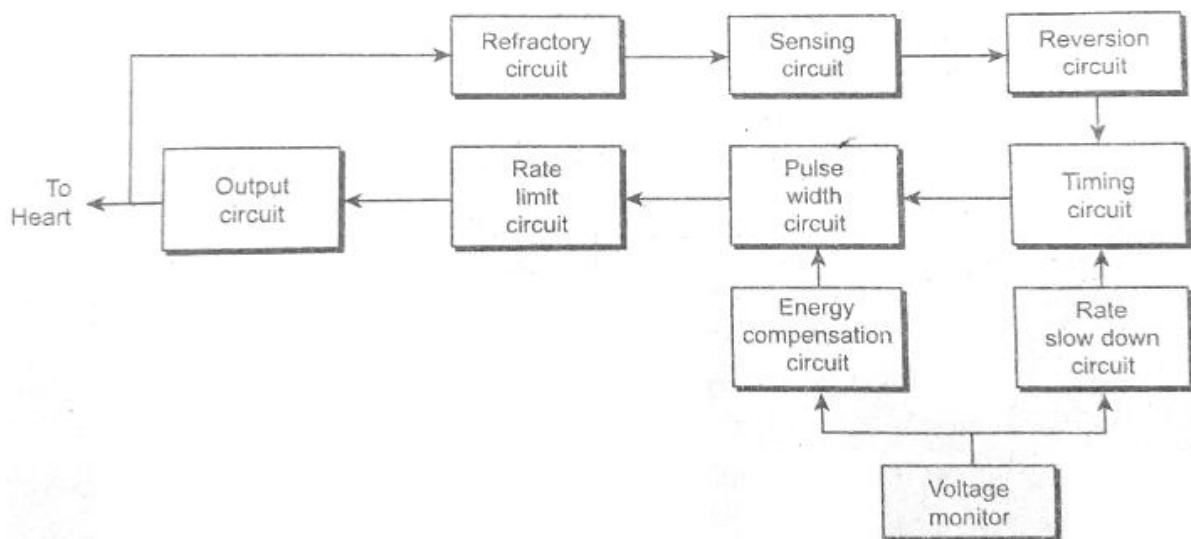 Refractory
circuit
Sensing
circuit
Reversion
circuit
To
Heart
Output
circuit
Rate
limit
circuit
Pulse
width
circuit
Timing
circuit
Energy
compensation
circuit
Rate
slow down
circuit
Voltage
monitor